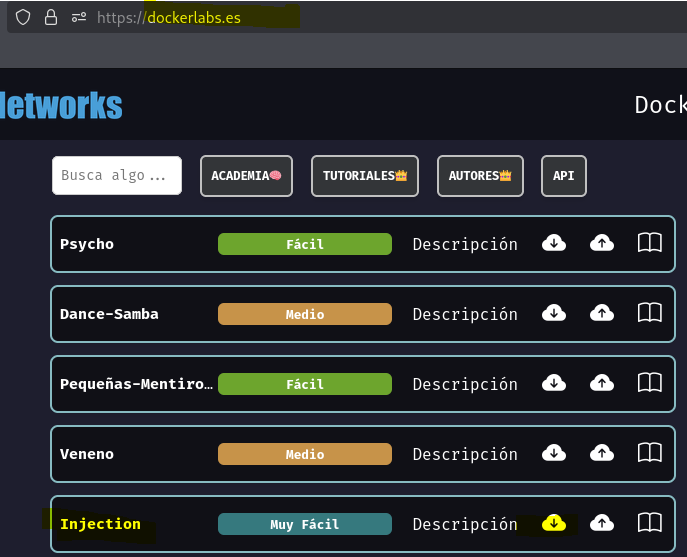 https://dockerlabs.es
Networks
Dock
Busca algo...
ACADEMIA🧠
TUTORIALES👑
AUTORES👑
API
Psycho Fácil Descripción
Dance-Samba Medio Descripción
Pequeñas-Mentiro… Fácil Descripción
Veneno Medio Descripción
Injection Muy Fácil Descripción